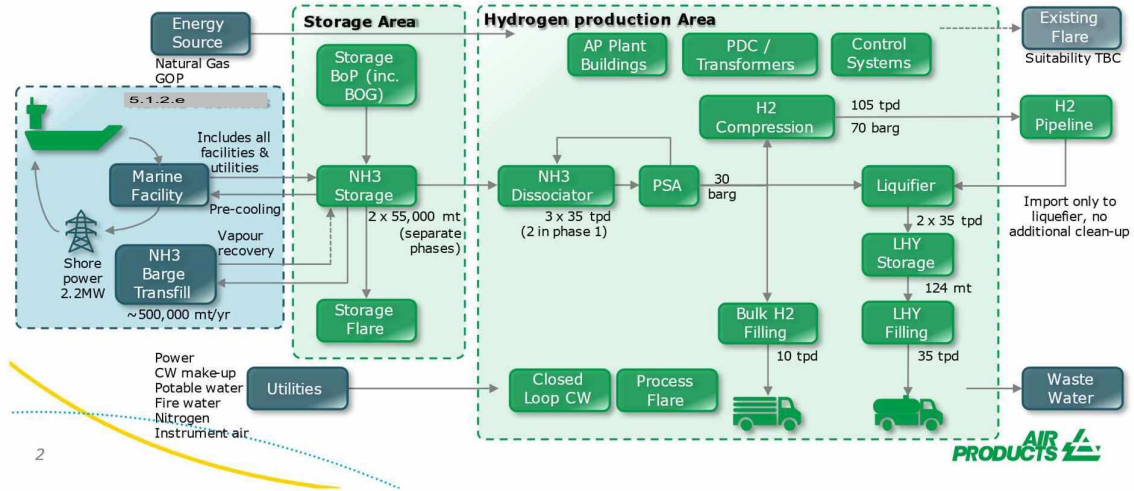 Energy
Source
Natural Gas
GOP
Storage Area
Storage
BoP (inc.
BOG)
Hydrogen production Area
AP Plant
Buildings
PDC /
Transformers
Control
Systems
Existing
Flare
Suitability TBC
5.1.2.e
Includes all
facilities &
utilities
Marine
Facility
Pre-cooling
Vapour
recovery
Shore
power
2.2MW
NH3
Barge
Transfill
~500,000 mt/yr
NH3
Storage
2 x 55,000 mt
(separate
phases)
Storage
Flare
NH3
Dissociator
3 x 35 tpd
(2 in phase 1)
PSA
30
barg
H2
Compression
105 tpd
70 barg
H2
Pipeline
Liquifier
Import only to
liquefier, no
additional clean-up
2 x 35 tpd
LHY
Storage
124 mt
Bulk H2
Filling
10 tpd
LHY
Filling
35 tpd
Power
CW make-up
Potable water
Fire water
Nitrogen
Instrument air
Utilities
Closed
Loop CW
Process
Flare
Waste
Water
2
AIR
PRODUCTS